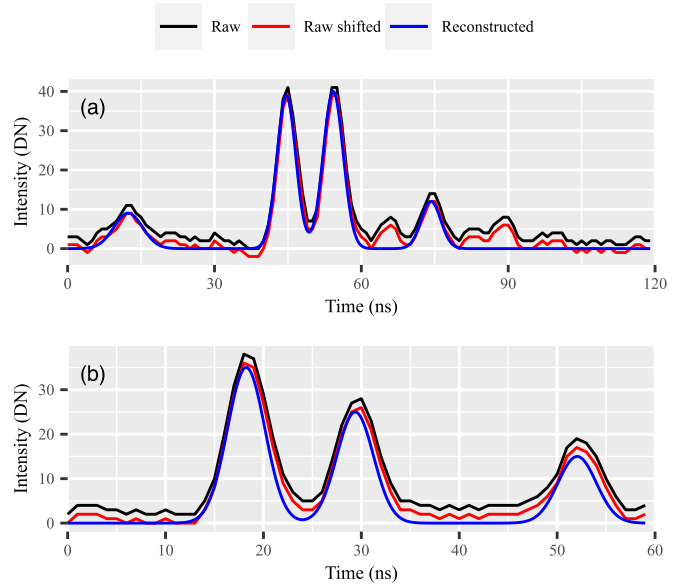 Raw Raw shifted Reconstructed
(a)
Intensity (DN)
40
30
20
10
0
0 30 60 90 120
Time (ns)
(b)
Intensity (DN)
30
20
10
0
0 10 20 30 40 50 60
Time (ns)